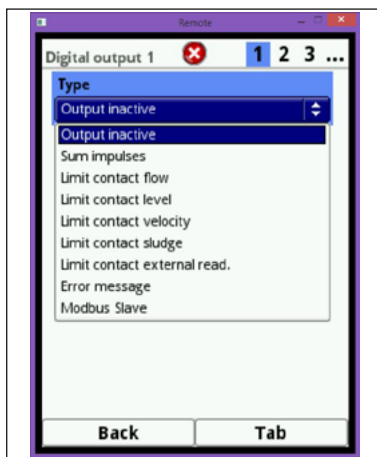 Remote
Digital output 1 1 2 3 ...
Type
Output inactive
Output inactive
Sum impulses
Limit contact flow
Limit contact level
Limit contact velocity
Limit contact sludge
Limit contact external read.
Error message
Modbus Slave
Back Tab